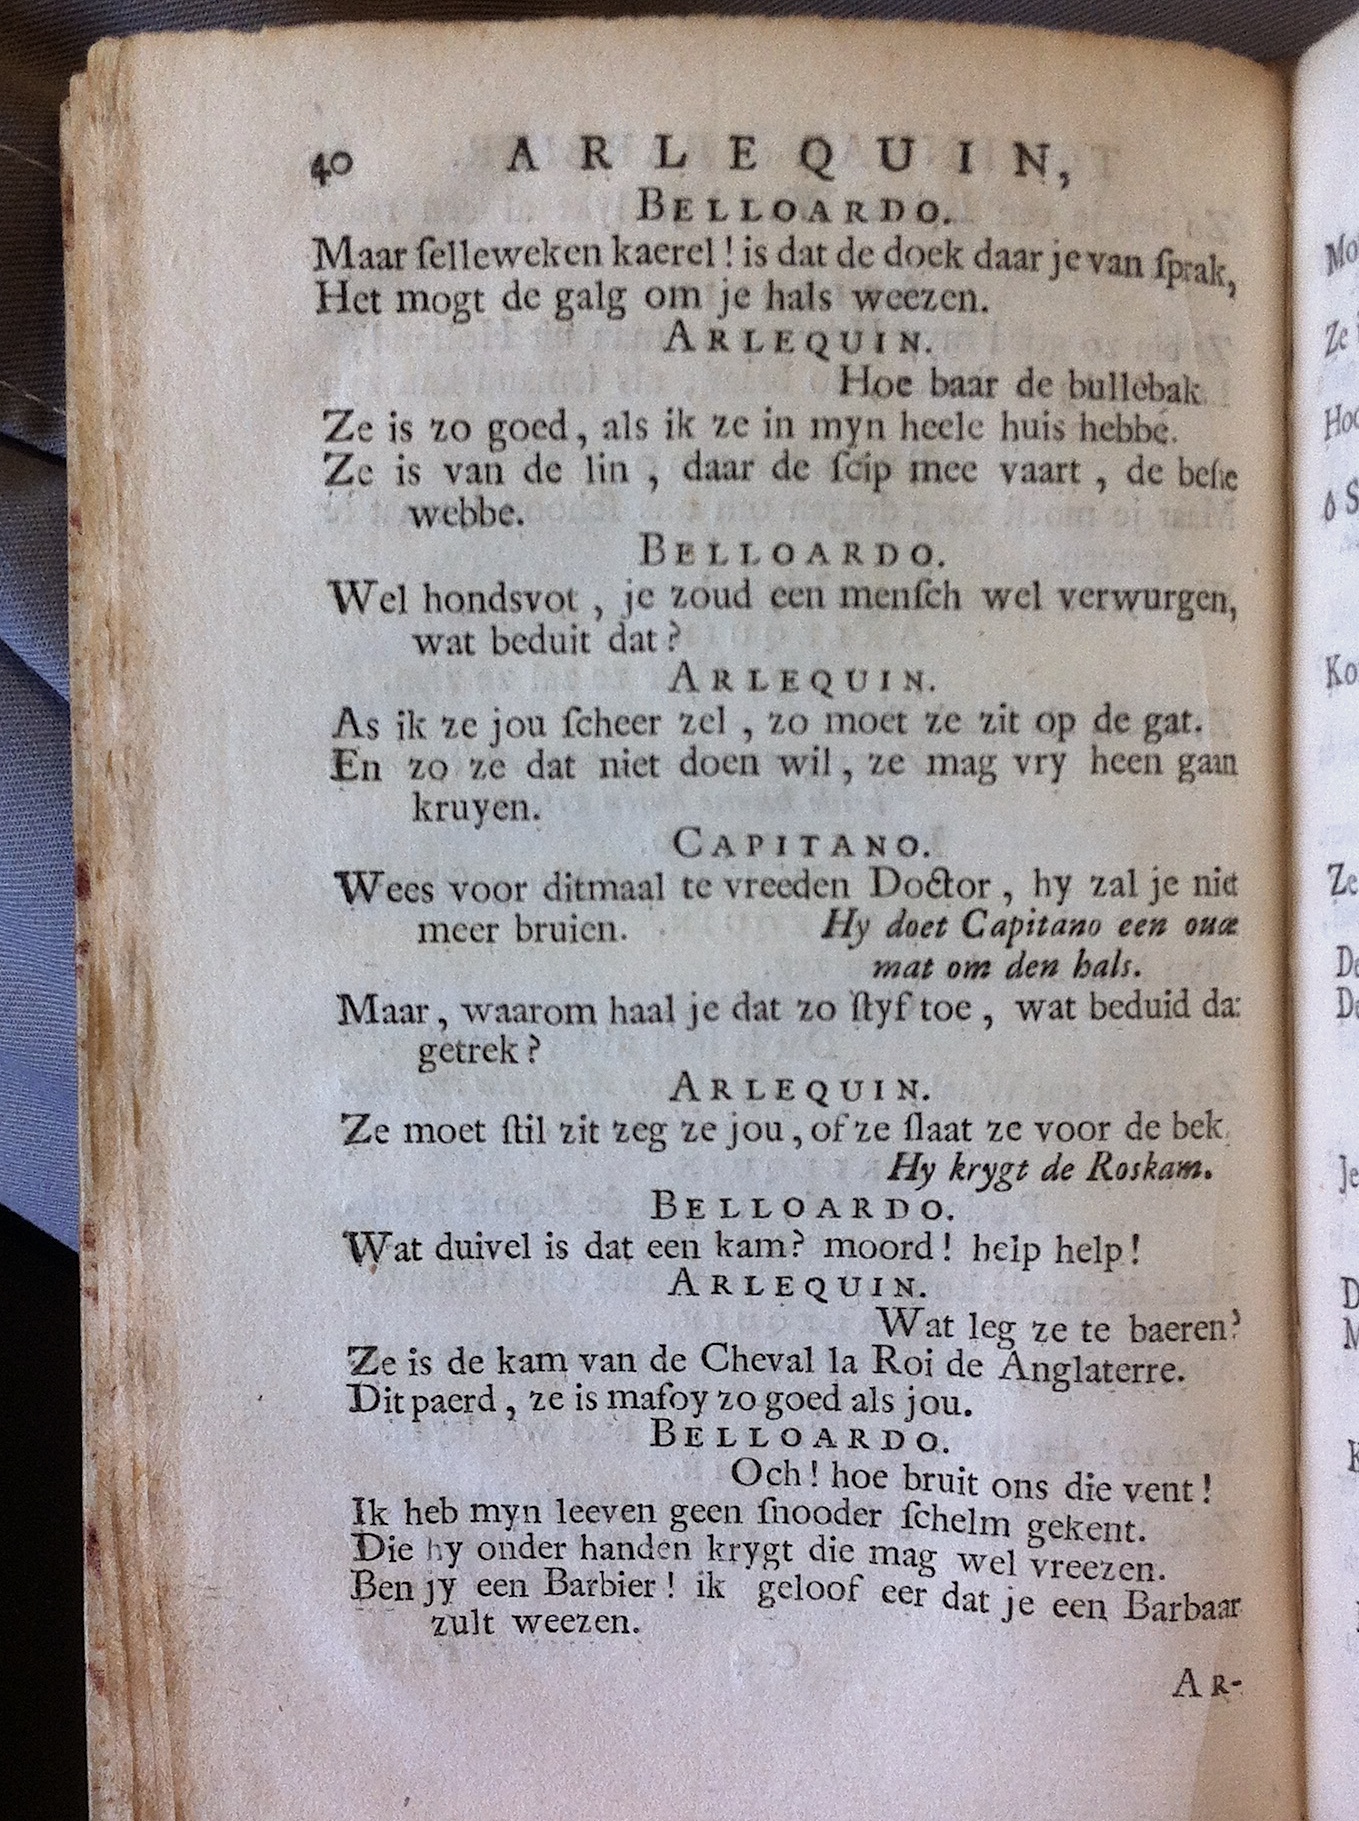 40 ARLEQUIN,
BELLOARDO.
Maar ſelleweken kaerel! is dat de doek daar je van ſprak,
Het mogt de galg om je hals weezen.
ARLEQUIN.
Hoe baar de bullebak.
Ze is zo goed, als ik ze in myn heele huis hebbe.
Ze is van de lin, daar de ſcip mee vaart, de beſte
webbe.
BELLOARDO.
Wel hondsvot, je zoud een menſch wel verwurgen,
wat beduit dat?
ARLEQUIN.
As ik ze jou ſcheer zel, zo moet ze zit op de gat.
En zo ze dat niet doen wil, ze mag vry heen gaan
kruyen.
CAPITANO.
Wees voor ditmaal te vreeden Doctor, hy zal je niet
meer bruien. Hy doet Capitano een oude
mat om den hals.
Maar, waarom haal je dat zo ſtyf toe, wat beduid dat
getrek?
ARLEQUIN.
Ze moet ſtil zit zeg ze jou, of ze ſlaat ze voor de bek.
Hy krygt de Roskam.
BELLOARDO.
Wat duivel is dat een kam? moord! help help!
ARLEQUIN.
Wat leg ze te baeren?
Ze is de kam van de Cheval la Roi de Anglaterre.
Dit paerd, ze is mafoy zo goed als jou.
BELLOARDO.
Och! hoe bruit ons die vent!
Ik heb myn leeven geen ſnooder ſchelm gekent.
Die hy onder handen krygt die mag wel vreezen.
Ben jy een Barbier! ik geloof eer dat je een Barbaar
zult weezen.
AR-
Ze
Ko
Ze
De
Je
D
M
K